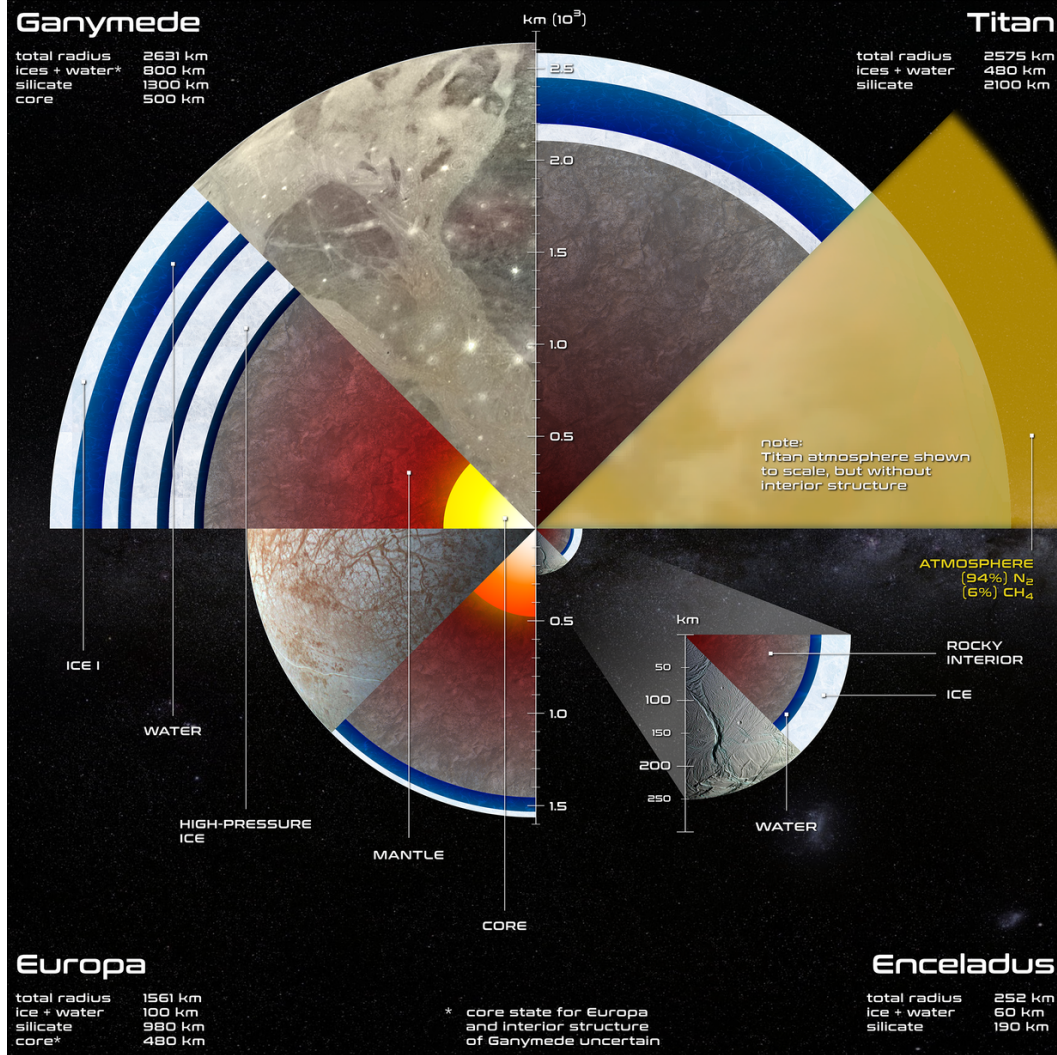 Ganymede
total radius 2631 km
ices + water* 800 km
silicate 1300 km
core 500 km
km (10³)
Titan
total radius 2575 km
ices + water 480 km
silicate 2100 km
2.5
2.0
1.5
1.0
0.5
note:
Titan atmosphere shown
to scale, but without
interior structure
ATMOSPHERE
(94%) N₂
(6%) CH₄
0.5
1.0
1.5
km
50
100
150
200
250
ROCKY
INTERIOR
ICE
WATER
ICE I
WATER
HIGH-PRESSURE
ICE
MANTLE
CORE
Europa
total radius 1561 km
ice + water 100 km
silicate 980 km
core* 480 km
* core state for Europa
and interior structure
of Ganymede uncertain
Enceladus
total radius 252 km
ice + water 60 km
silicate 190 km